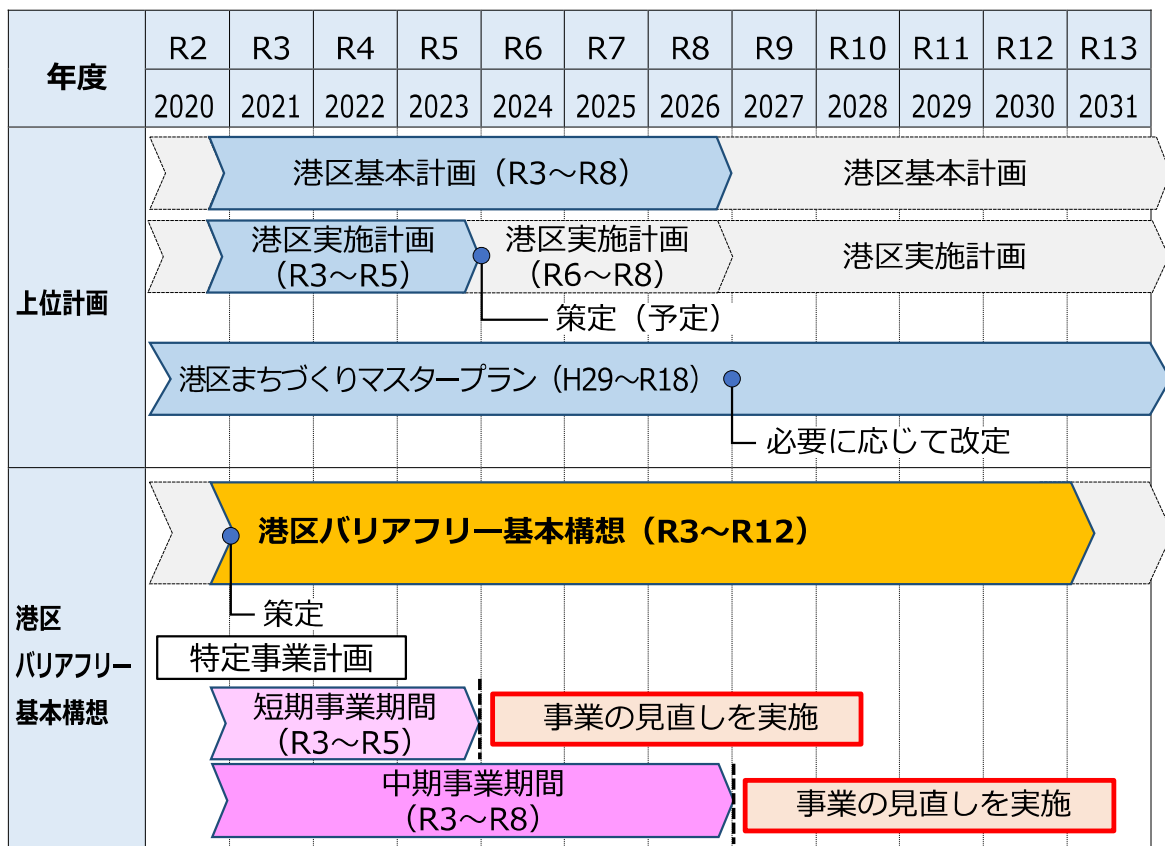 年度
R2 R3 R4 R5 R6 R7 R8 R9 R10 R11 R12 R13
2020 2021 2022 2023 2024 2025 2026 2027 2028 2029 2030 2031
上位計画
港区基本計画（R3～R8）
港区基本計画
港区実施計画
（R3～R5）
港区実施計画
（R6～R8）
港区実施計画
策定（予定）
港区まちづくりマスタープラン（H29～R18）
必要に応じて改定
港区
バリアフリー
基本構想
港区バリアフリー基本構想（R3～R12）
策定
特定事業計画
短期事業期間
（R3～R5）
事業の見直しを実施
中期事業期間
（R3～R8）
事業の見直しを実施